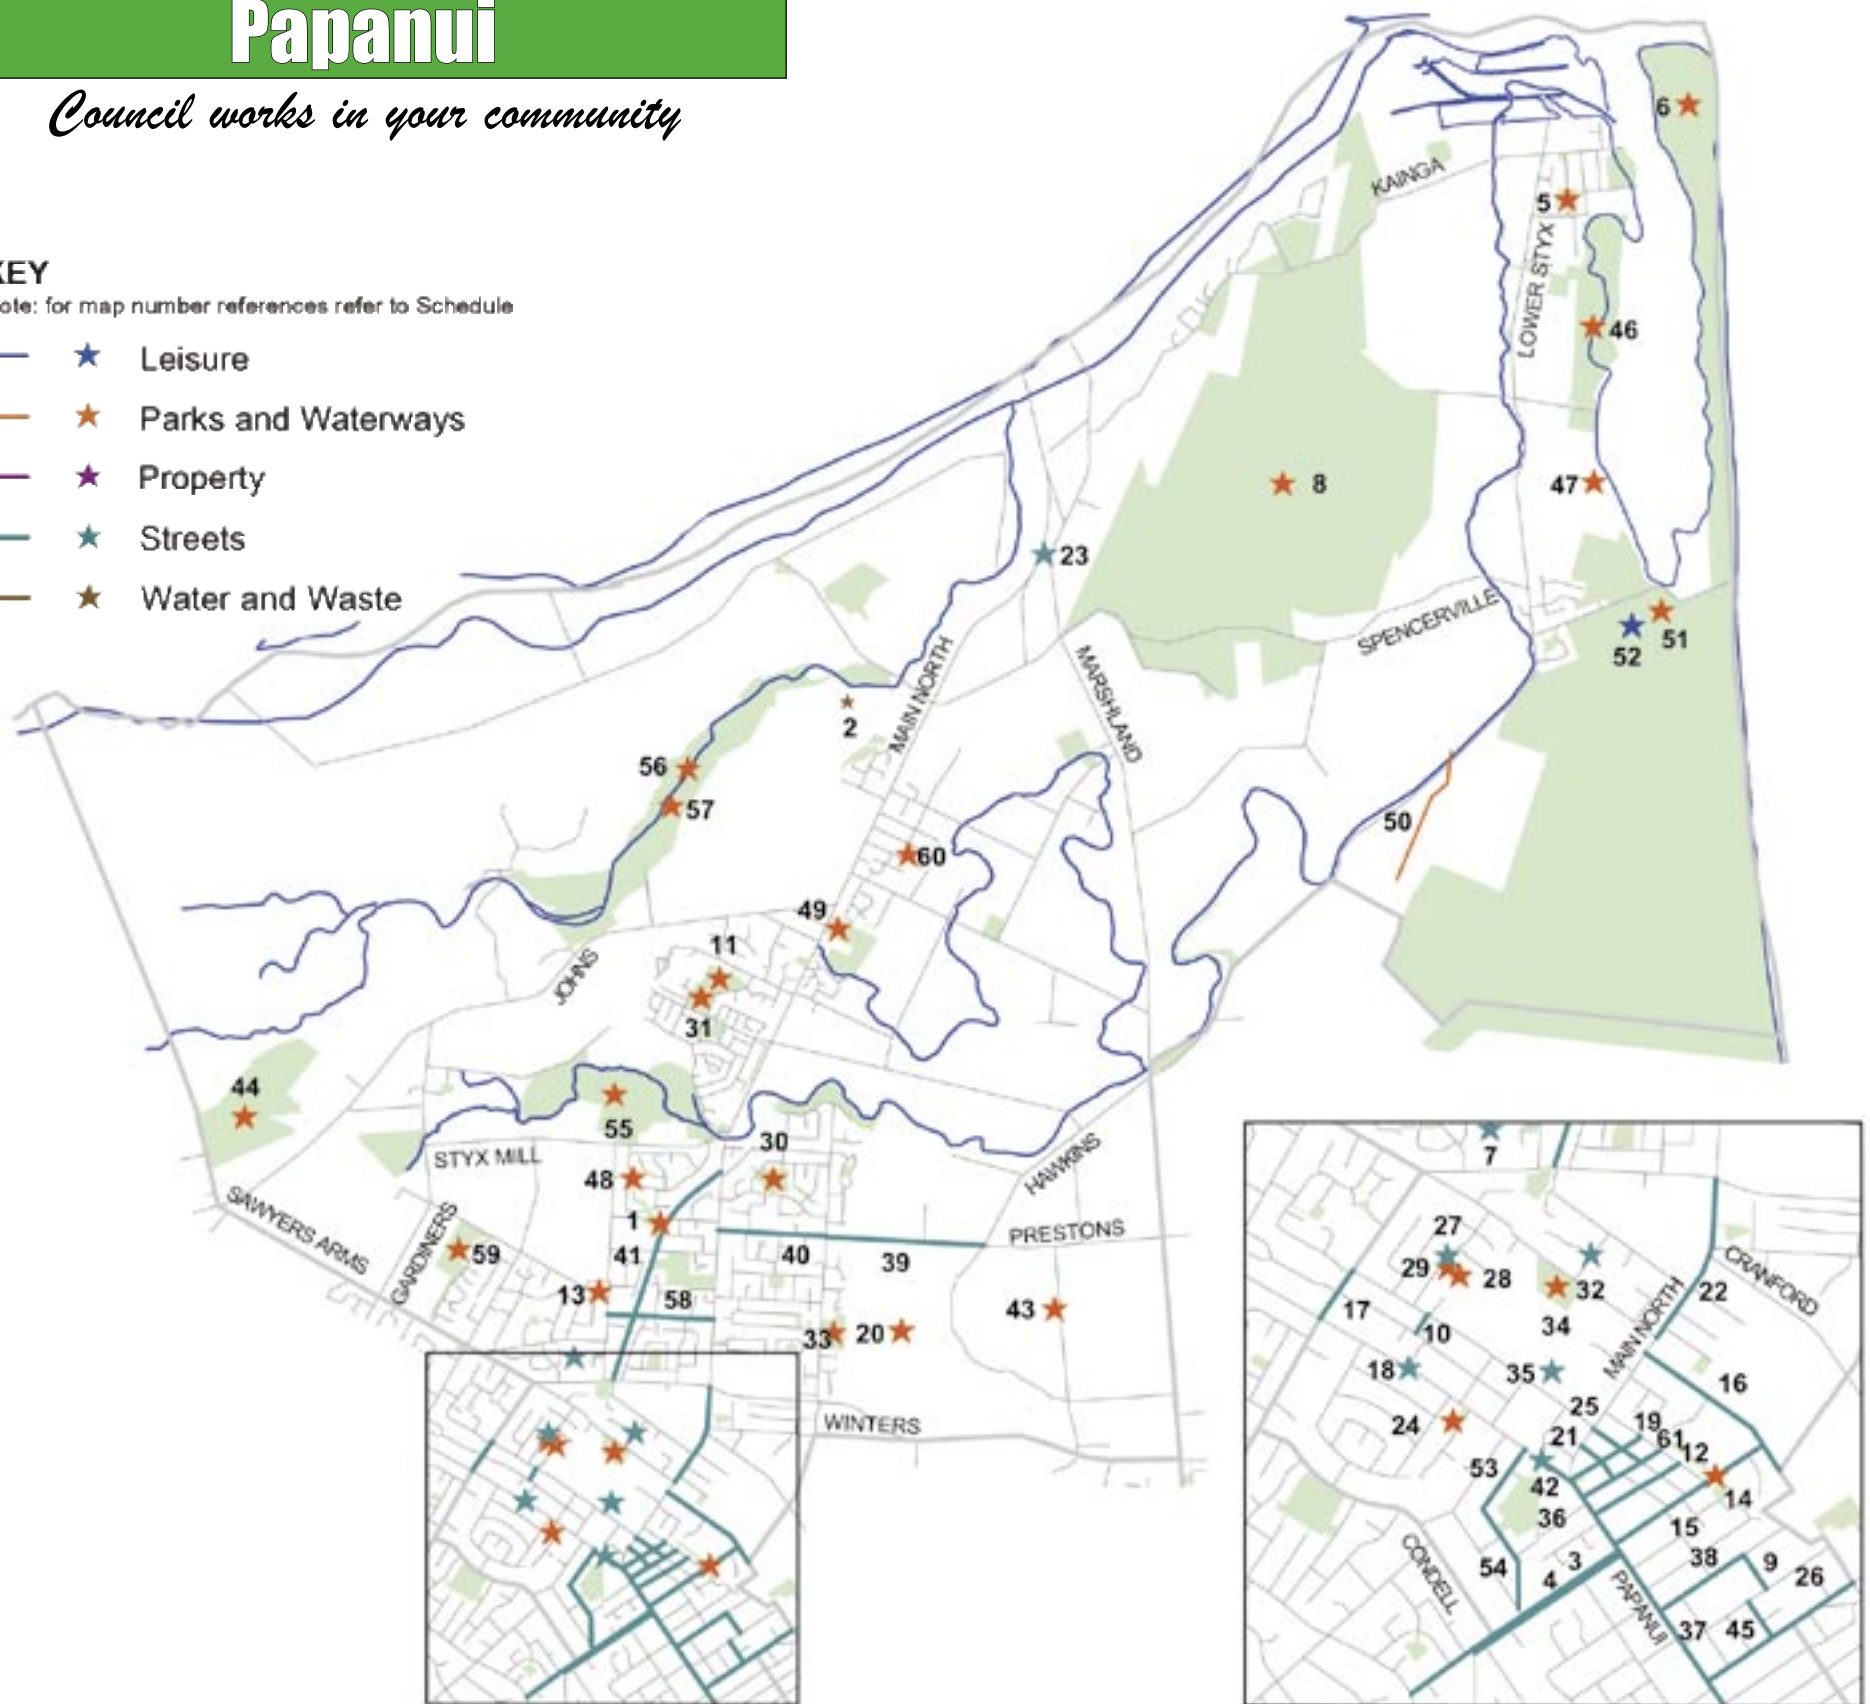 Papanui
Council works in your community
KEY
ote: for map number references refer to Schedule
Leisure
Parks and Waterways
Property
Streets
Water and Waste
6
KAINGA
5
LOWER STYX
46
8
47
23
SPENCERVILLE
51
52
MAIN NORTH
MARSHLAND
2
56
57
50
60
49
11
JOHNS
31
44
55
30
STYX MILL
HAWKINS
48
SAWYERS ARMS
GARDINERS
1
PRESTONS
59
41
40
39
13
58
43
33
20
WINTERS
7
27
29
28
32
CRANFORD
22
17
10
34
MAIN NORTH
18
35
16
24
25
19
21
61
12
53
42
14
36
15
CONDELL
54
3
38
9
4
26
PAPANUI
37
45